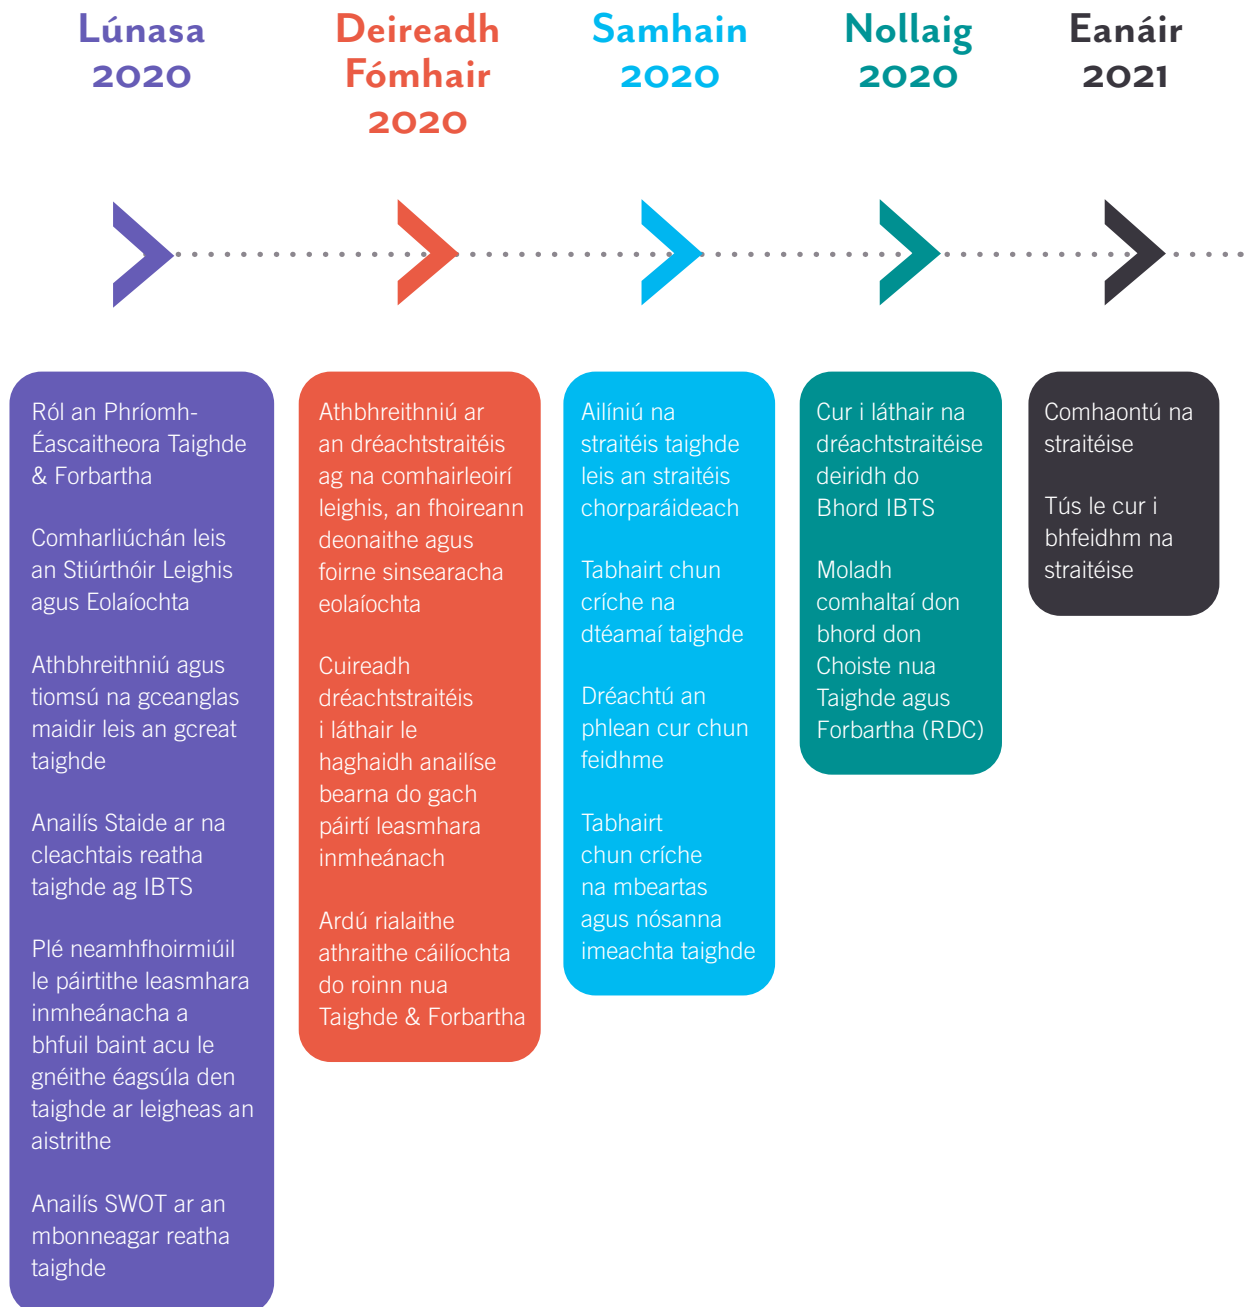 Lúnasa
2020
Deireadh
Fómhair
2020
Samhain
2020
Nollaig
2020
Eanáir
2021
Ról an Phríomh-
Éascaitheora Taighde
& Forbartha
Comharliúchán leis
an Stiúrthóir Leighis
agus Eolaíochta
Athbhreithniú agus
tiomsú na gceanglas
maidir leis an gcreat
taighde
Anailís Staide ar na
cleachtais reatha
taighde ag IBTS
Plé neamhfhoirmiúil
le páirtithe leasmhara
inmheánacha a
bhfuil baint acu le
gnéithe éagsúla den
taighde ar leigheas an
aistrithe
Anailís SWOT ar an
mbonneagar reatha
taighde
Athbhreithniú ar
an dréachtstraitéis
ag na comhairleoirí
leighis, an fhoireann
deonaithe agus
foirne sinsearacha
eolaíochta
Cuireadh
dréachtstraitéis
i láthair le
haghaidh anailíse
bearna do gach
páirtí leasmhara
inmheánach
Ardú rialaithe
athraithe cáilíochta
do roinn nua
Taighde & Forbartha
Ailíniú na
straitéis taighde
leis an straitéis
chorparáideach
Tabhairt chun
críche na
dtéamaí taighde
Dréachtú an
phlean cur chun
feidhme
Tabhairt
chun críche
na mbeartas
agus nósanna
imeachta taighde
Cur i láthair na
dréachtstraitéise
deiridh do
Bhord IBTS
Moladh
comhaltaí don
bhord don
Choiste nua
Taighde agus
Forbartha (RDC)
Comhaontú na
straitéise
Tús le cur i
bhfeidhm na
straitéise